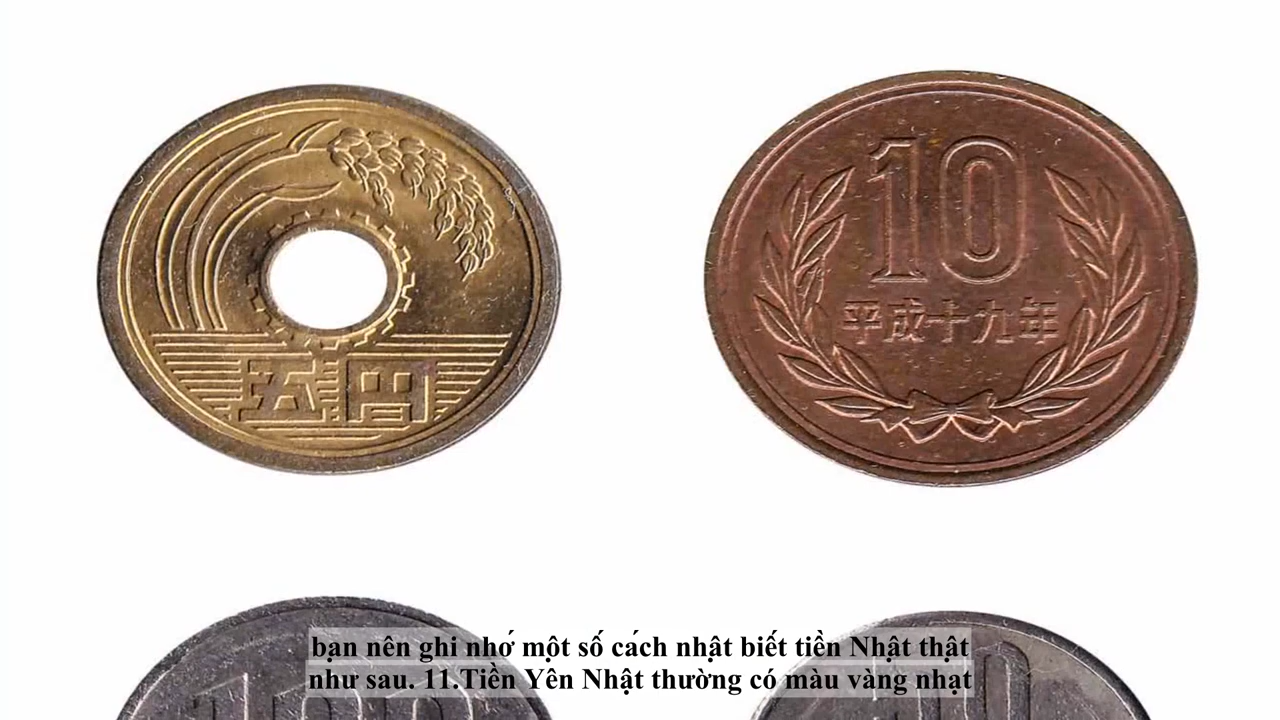 五円
10
平成十九年
bạn nên ghi nhớ một số cách nhật biết tiền Nhật thật
như sau. 11.Tiền Yên Nhật thường có màu vàng nhạt